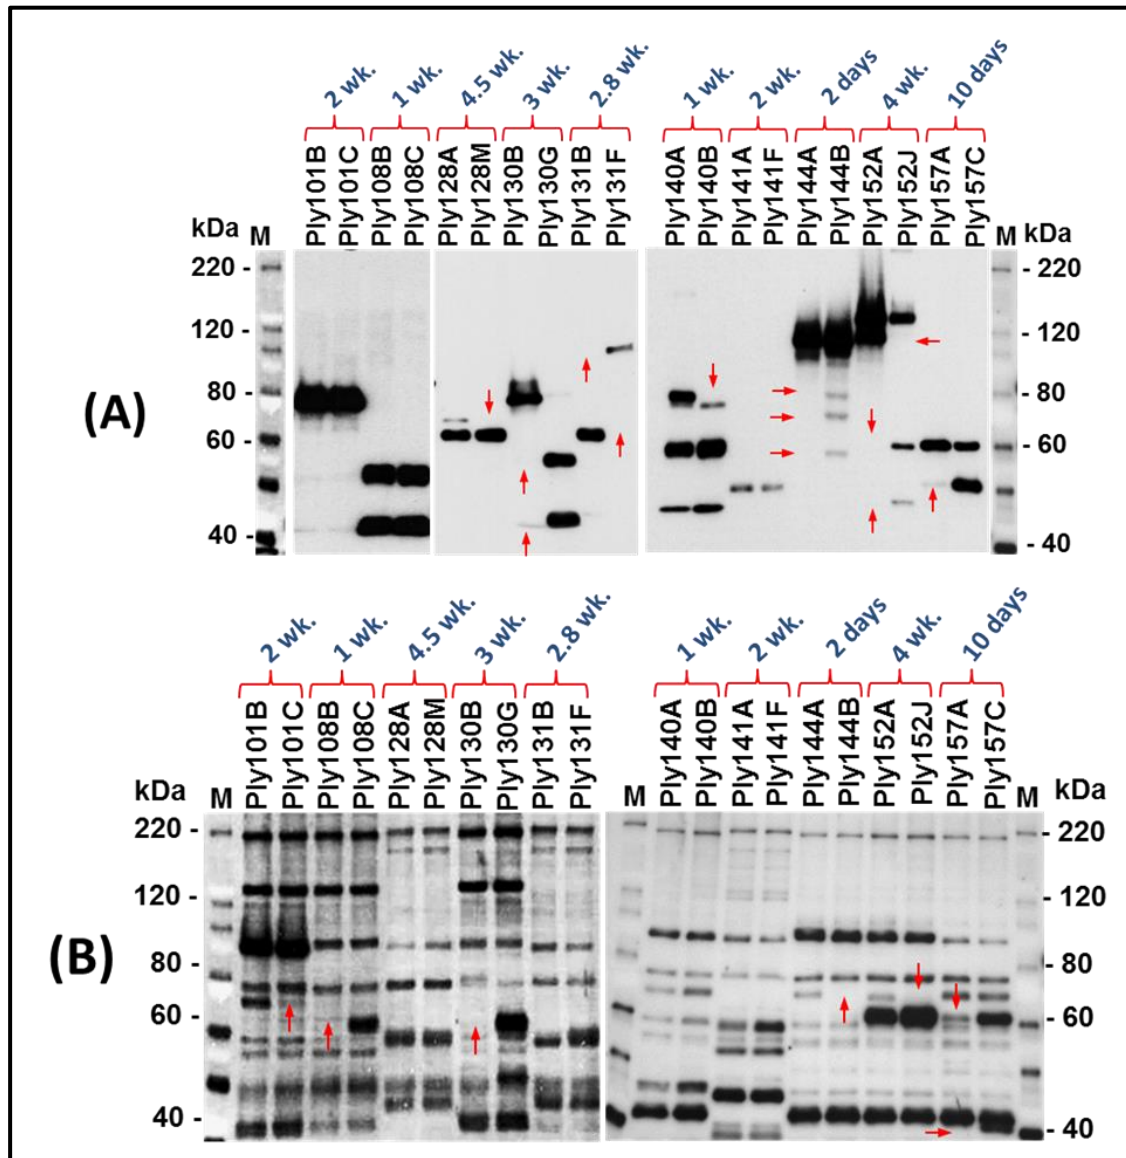 2 wk. 1 wk. 4.5 wk. 3 wk. 2.8 wk. 1 wk. 2 wk. 2 days 4 wk. 10 days
Ply101B Ply101C Ply108B Ply108C Ply128A Ply128M Ply130B Ply130G Ply131B Ply131F Ply140A Ply140B Ply141A Ply141F Ply144A Ply144B Ply152A Ply152J Ply157A Ply157C
kDa M M kDa
220 - - 220
120 - - 120
80 - - 80
(A)
60 - - 60
40 - - 40
2 wk. 1 wk. 4.5 wk. 3 wk. 2.8 wk. 1 wk. 2 wk. 2 days 4 wk. 10 days
Ply101B Ply101C Ply108B Ply108C Ply128A Ply128M Ply130B Ply130G Ply131B Ply131F Ply140A Ply140B Ply141A Ply141F Ply144A Ply144B Ply152A Ply152J Ply157A Ply157C
kDa M M M kDa
220 - - 220
120 - - 120
80 - - 80
(B)
60 - - 60
40 - - 40